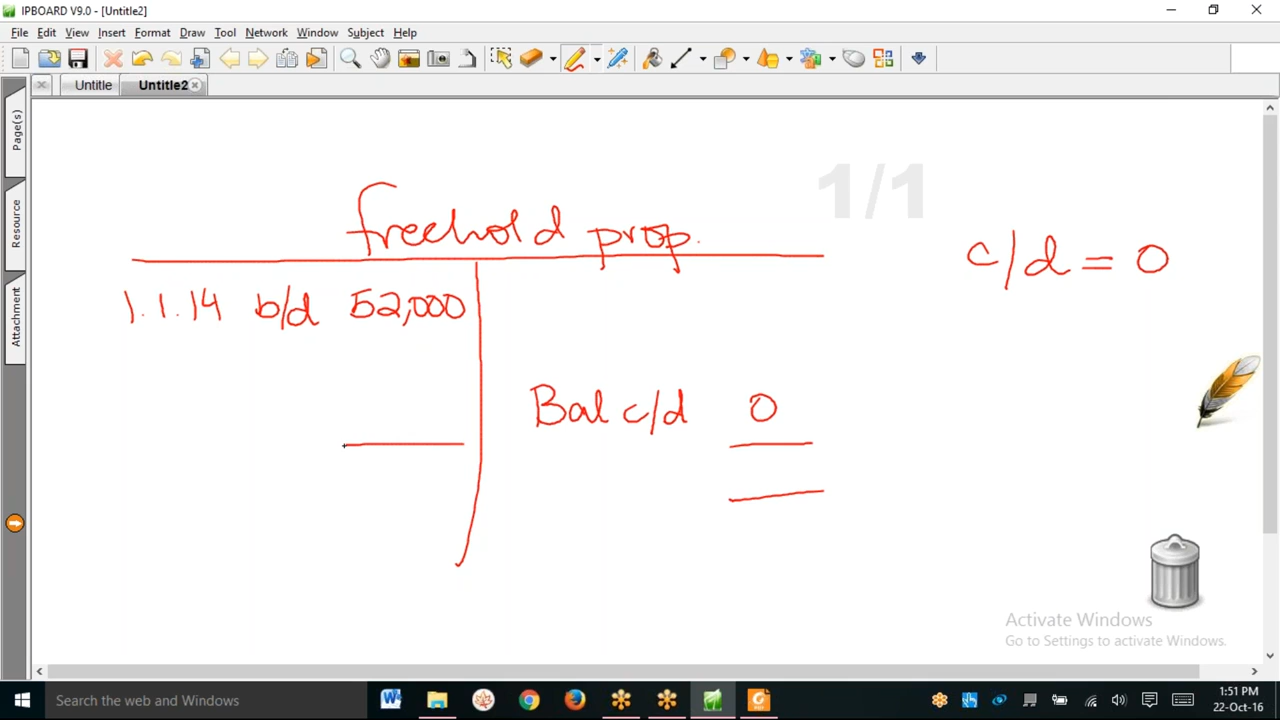 IPBOARD V9.0 - [Untitle2]
File Edit View Insert Format Draw Tool Network Window Subject Help
Untitle Untitle2
Page(s)
Resource
Attachment
1/1
freehold prop.
c/d = 0
1.1.14 b/d 52,000
Bal c/d 0
Activate Windows
Go to Settings to activate Windows.
Search the web and Windows
1:51 PM
22-Oct-16